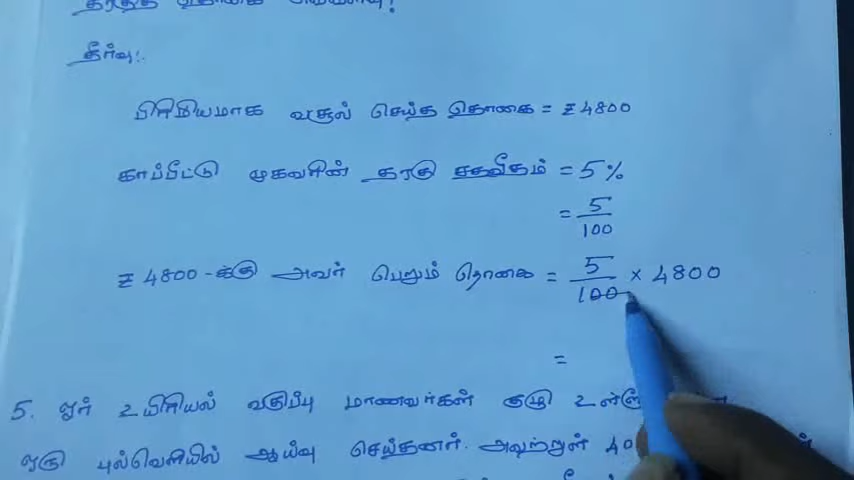 தீர்வு:
பிரிமியமாக வசூல் செய்த தொகை = ₹ 4800
காப்பீட்டு முகவரின் தரகு சதவீதம் = 5%
= 5/100
₹ 4800 -க்கு அவர் பெறும் தொகை = 5/100 × 4800
=
5. ஓர் உயிரியல் வகுப்பு மாணவர்கள் குழு
ஒரு புல்வெளியில் ஆய்வு செய்தனர். அவற்றுள் 40